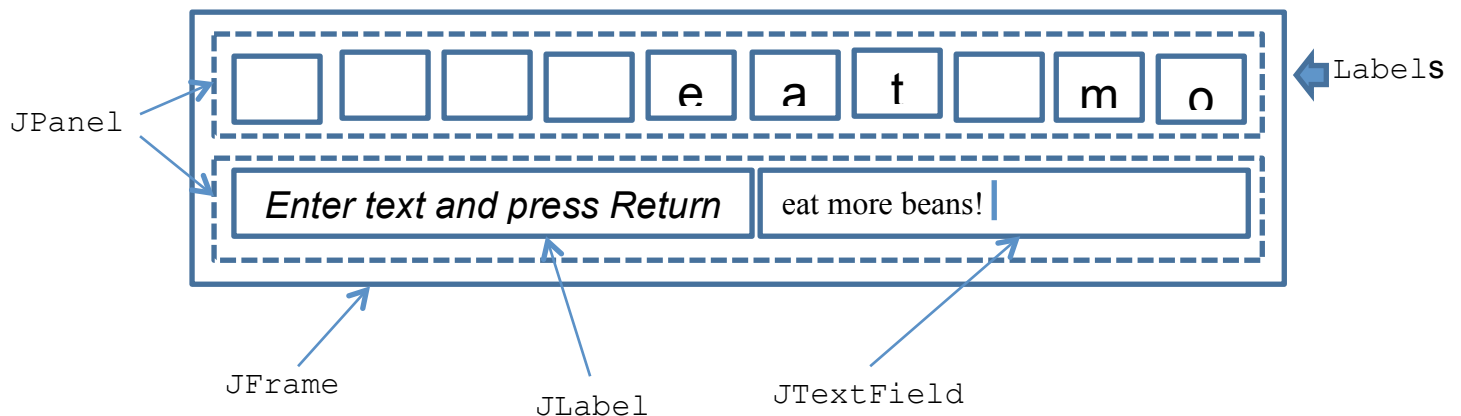 Labels
e a t m o
JPanel
Enter text and press Return eat more beans!
JFrame
JLabel
JTextField